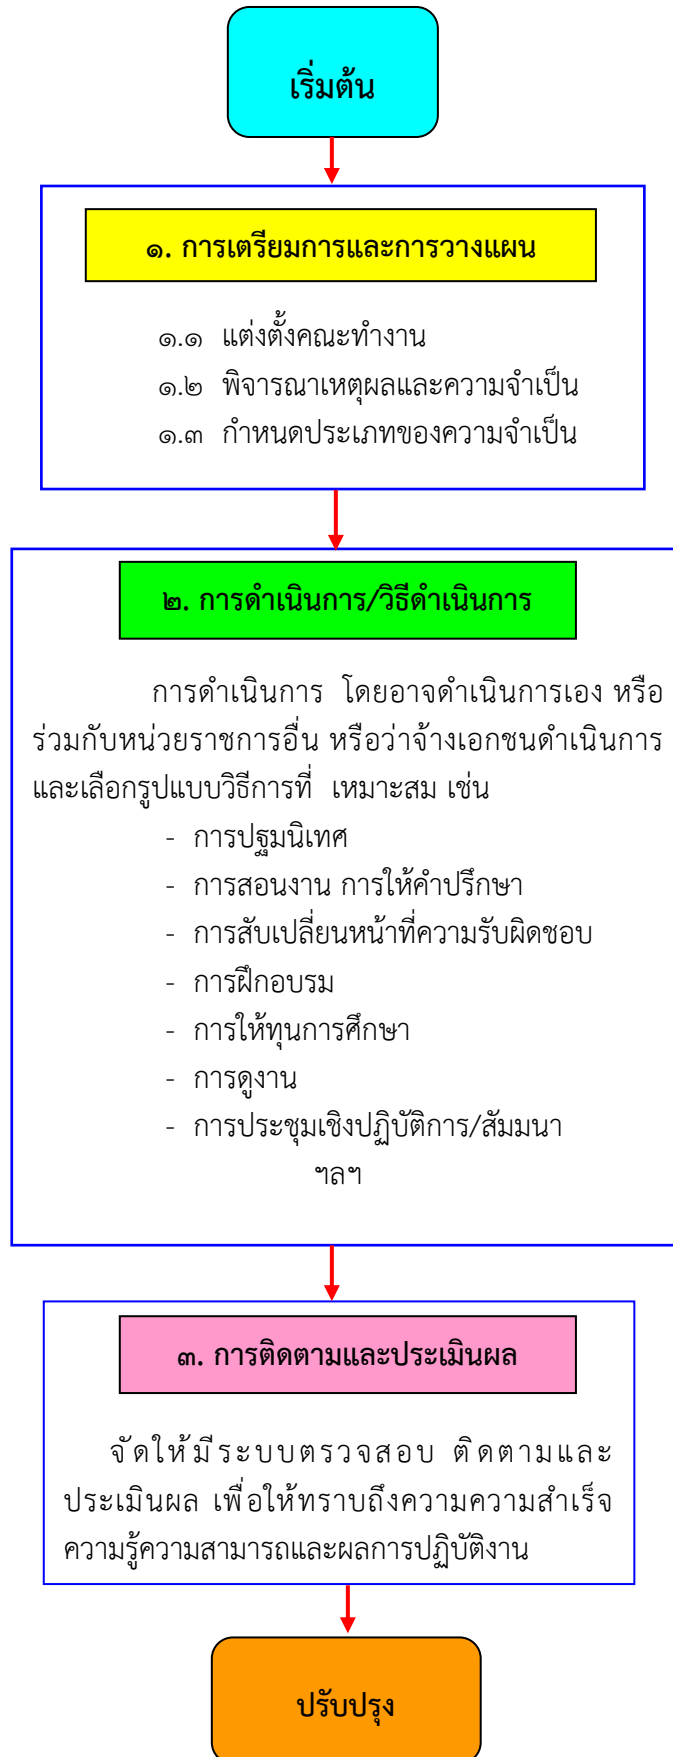 เริ่มต้น
๑. การเตรียมการและการวางแผน
๑.๑ แต่งตั้งคณะทำงาน
๑.๒ พิจารณาเหตุผลและความจำเป็น
๑.๓ กำหนดประเภทของความจำเป็น
๒. การดำเนินการ/วิธีดำเนินการ
การดำเนินการ โดยอาจดำเนินการเอง หรือ
ร่วมกับหน่วยราชการอื่น หรือว่าจ้างเอกชนดำเนินการ
และเลือกรูปแบบวิธีการที่ เหมาะสม เช่น
- การปฐมนิเทศ
- การสอนงาน การให้คำปรึกษา
- การสับเปลี่ยนหน้าที่ความรับผิดชอบ
- การฝึกอบรม
- การให้ทุนการศึกษา
- การดูงาน
- การประชุมเชิงปฏิบัติการ/สัมมนา
ฯลฯ
๓. การติดตามและประเมินผล
จัดให้มีระบบตรวจสอบ ติดตามและ
ประเมินผล เพื่อให้ทราบถึงความความสำเร็จ
ความรู้ความสามารถและผลการปฏิบัติงาน
ปรับปรุง